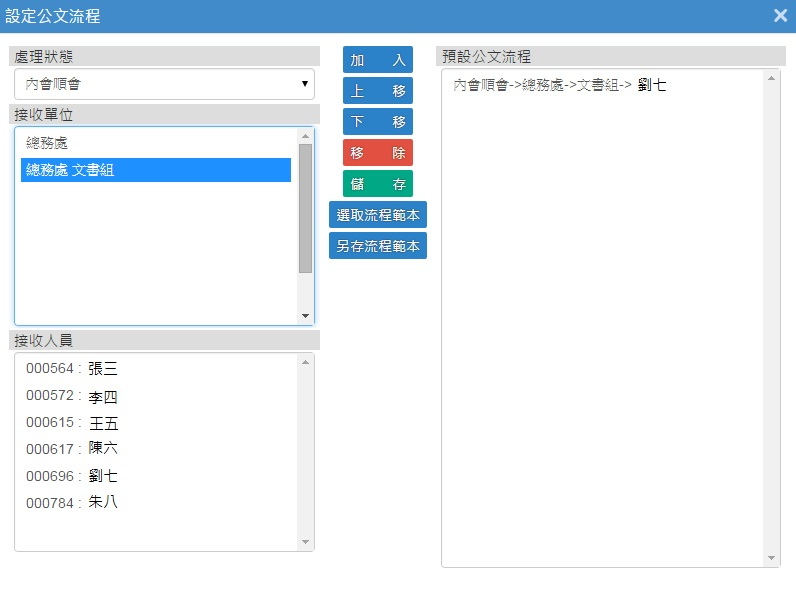 設定公文流程
處理狀態
內會順會
接收單位
總務處
總務處 文書組
接收人員
000564 : 張三
000572 : 李四
000615 : 王五
000617 : 陳六
000696 : 劉七
000784 : 朱八
加 入
上 移
下 移
移 除
儲 存
選取流程範本
另存流程範本
預設公文流程
內會順會->總務處->文書組-> 劉七